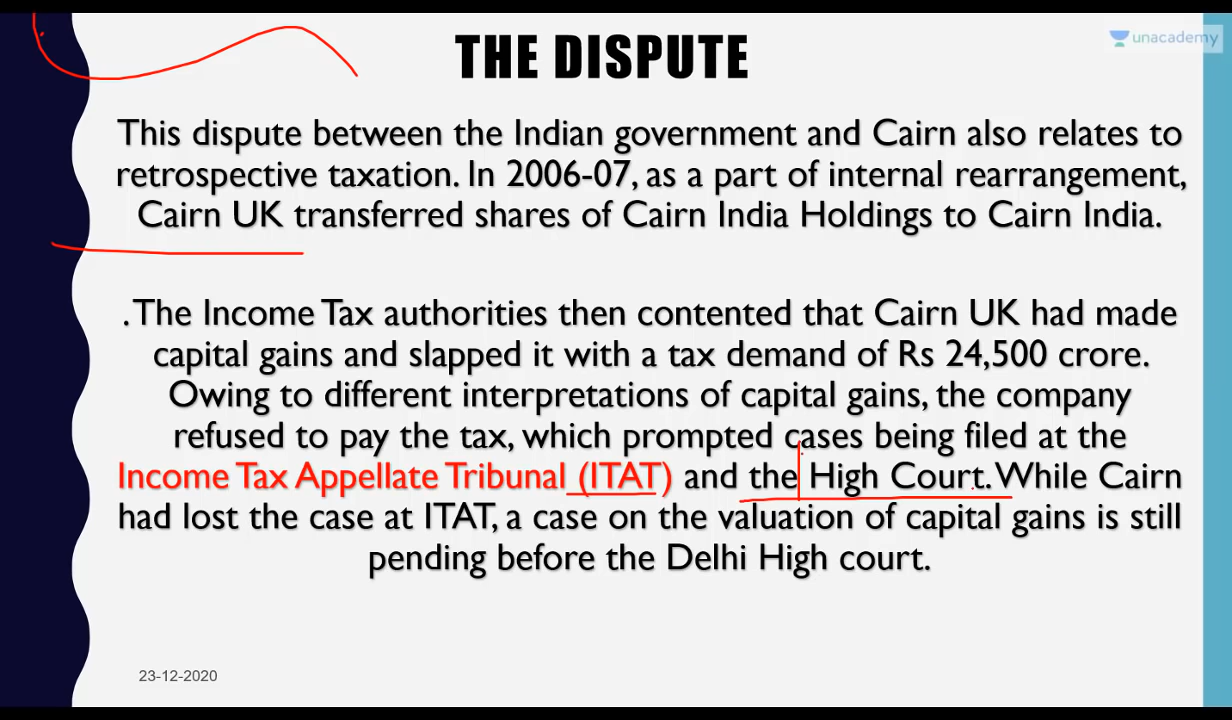 THE DISPUTE
unacademy
This dispute between the Indian government and Cairn also relates to
retrospective taxation. In 2006-07, as a part of internal rearrangement,
Cairn UK transferred shares of Cairn India Holdings to Cairn India.
.The Income Tax authorities then contented that Cairn UK had made
capital gains and slapped it with a tax demand of Rs 24,500 crore.
Owing to different interpretations of capital gains, the company
refused to pay the tax, which prompted cases being filed at the
Income Tax Appellate Tribunal (ITAT) and the High Court. While Cairn
had lost the case at ITAT, a case on the valuation of capital gains is still
pending before the Delhi High court.
23-12-2020